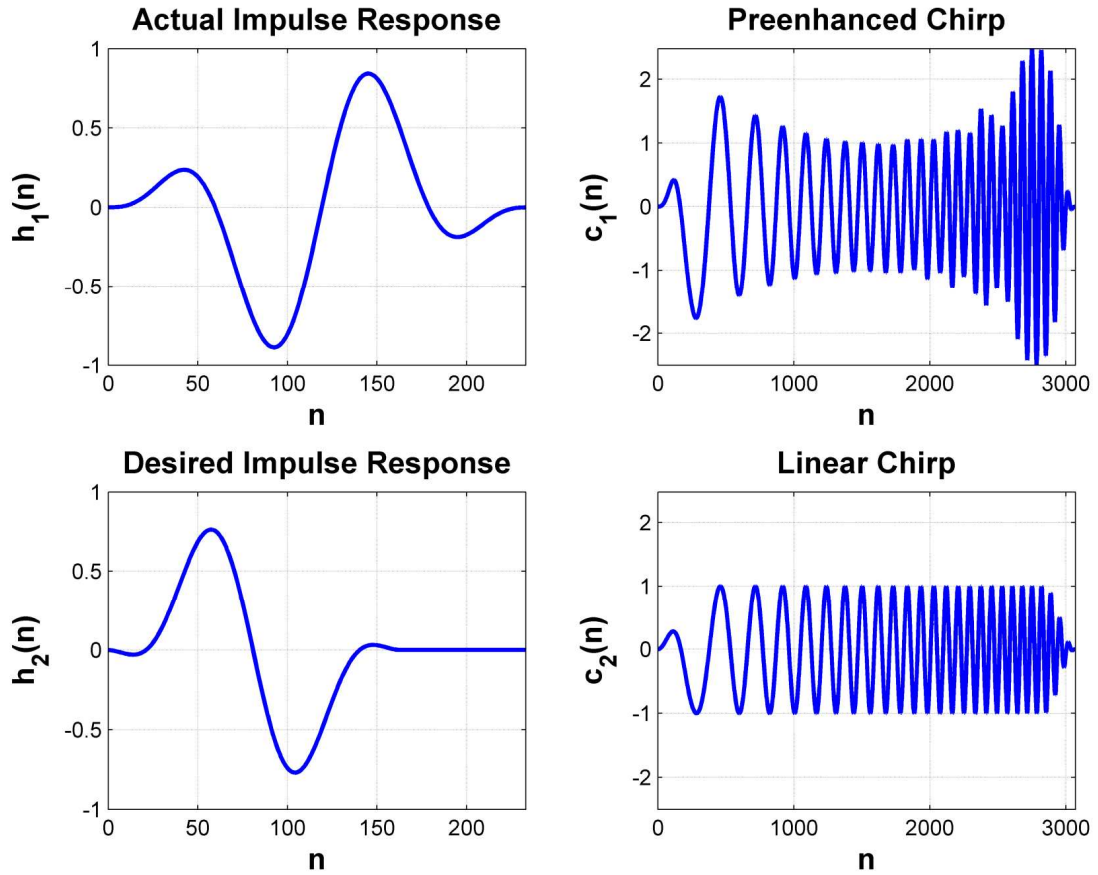 Actual Impulse Response
1
0.5
0
-0.5
-1
h1(n)
0 50 100 150 200
n
Preenhanced Chirp
2
1
0
-1
-2
c1(n)
0 1000 2000 3000
n
Desired Impulse Response
1
0.5
0
-0.5
-1
h2(n)
0 50 100 150 200
n
Linear Chirp
2
1
0
-1
-2
c2(n)
0 1000 2000 3000
n